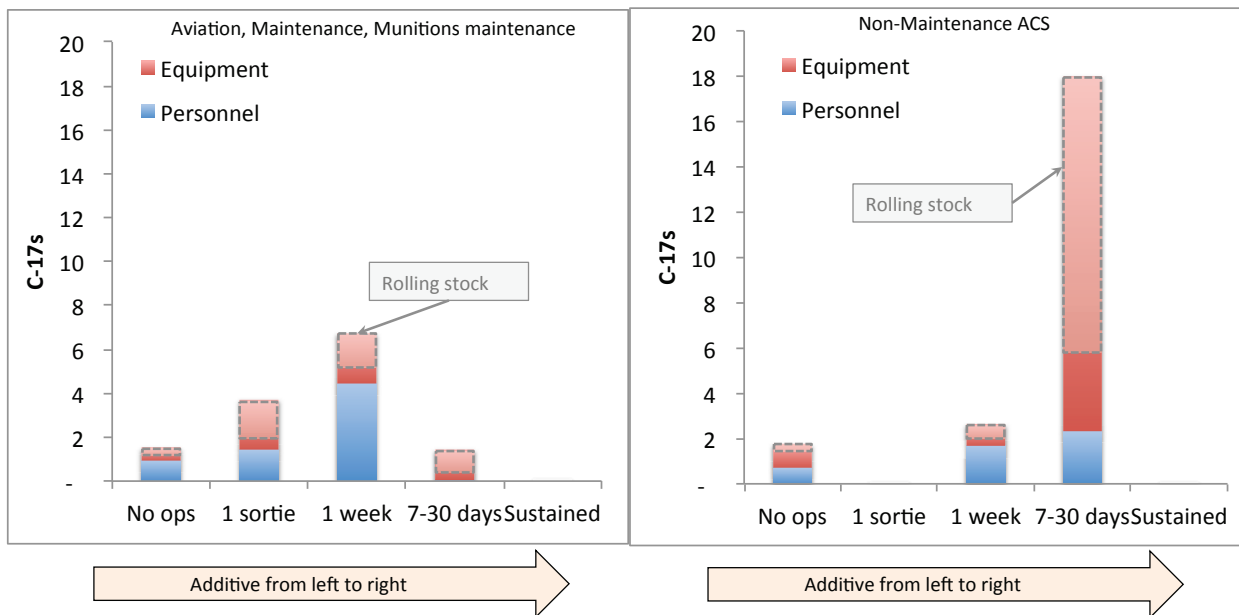 Aviation, Maintenance, Munitions maintenance
20
18
16
14
12
10
8
6
4
2
-
C-17s
Equipment
Personnel
Rolling stock
No ops 1 sortie 1 week 7-30 days Sustained
Additive from left to right
Non-Maintenance ACS
20
18
16
14
12
10
8
6
4
2
-
Equipment
Personnel
Rolling stock
No ops 1 sortie 1 week 7-30 days Sustained
Additive from left to right